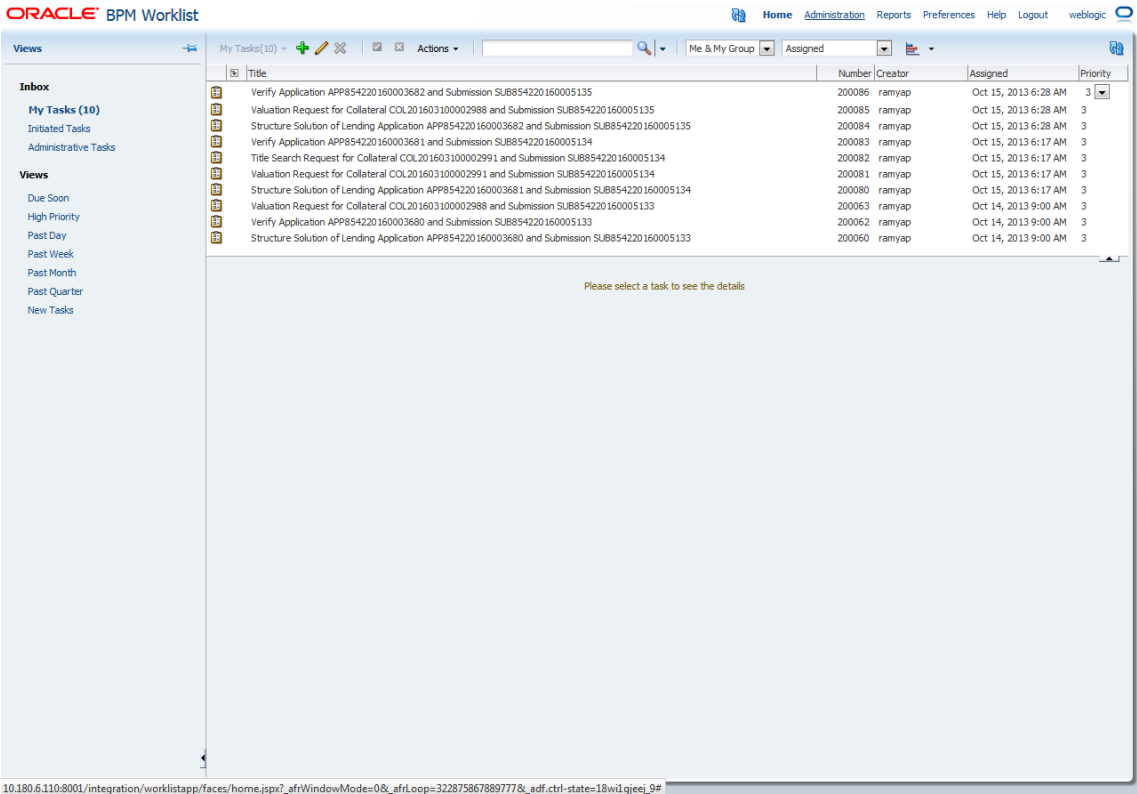 ORACLE BPM Worklist
Home Administration Reports Preferences Help Logout weblogic
Views
My Tasks(10) Actions Me & My Group Assigned
Title Number Creator Assigned Priority
Inbox
My Tasks (10)
Initiated Tasks
Administrative Tasks
Views
Due Soon
High Priority
Past Day
Past Week
Past Month
Past Quarter
New Tasks
Verify Application APP854220160003682 and Submission SUB854220160005135 200086 ramyap Oct 15, 2013 6:28 AM 3
Valuation Request for Collateral COL201603100002988 and Submission SUB854220160005135 200085 ramyap Oct 15, 2013 6:28 AM 3
Structure Solution of Lending Application APP854220160003682 and Submission SUB854220160005135 200084 ramyap Oct 15, 2013 6:28 AM 3
Verify Application APP854220160003681 and Submission SUB854220160005134 200083 ramyap Oct 15, 2013 6:17 AM 3
Title Search Request for Collateral COL201603100002991 and Submission SUB854220160005134 200082 ramyap Oct 15, 2013 6:17 AM 3
Valuation Request for Collateral COL201603100002991 and Submission SUB854220160005134 200081 ramyap Oct 15, 2013 6:17 AM 3
Structure Solution of Lending Application APP854220160003681 and Submission SUB854220160005134 200080 ramyap Oct 15, 2013 6:17 AM 3
Valuation Request for Collateral COL201603100002988 and Submission SUB854220160005133 200063 ramyap Oct 14, 2013 9:00 AM 3
Verify Application APP854220160003680 and Submission SUB854220160005133 200062 ramyap Oct 14, 2013 9:00 AM 3
Structure Solution of Lending Application APP854220160003680 and Submission SUB854220160005133 200060 ramyap Oct 14, 2013 9:00 AM 3
Please select a task to see the details
10.180.6.110:8001/integration/worklistapp/faces/home.jspx?_afrWindowMode=0&_afrLoop=322875867889777&_adf.ctrl-state=18wi1qjeej_9#